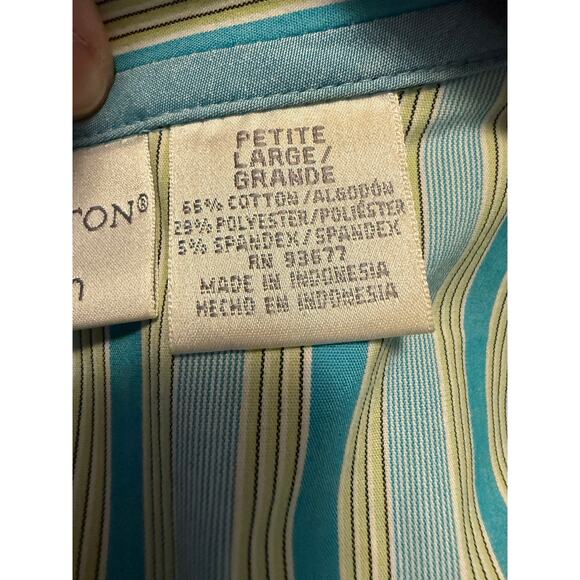 PETITE
LARGE/
GRANDE
66% COTTON/ALGODÓN
29% POLYESTER/POLIÉSTER
5% SPANDEX/SPANDEX
RN 93677
MADE IN INDONESIA
HECHO EN INDONESIA
TON®